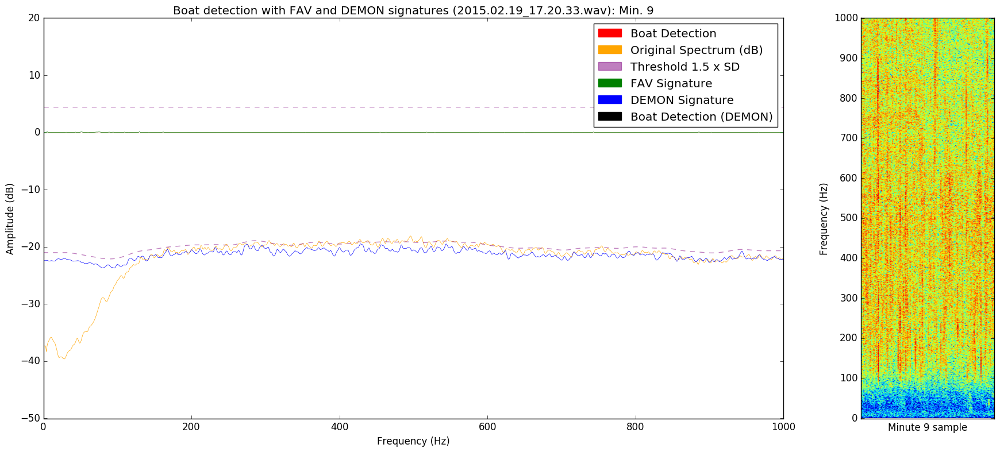 Boat detection with FAV and DEMON signatures (2015.02.19_17.20.33.wav): Min. 9
20
10
0
−10
−20
−30
−40
−50
Amplitude (dB)
Boat Detection
Original Spectrum (dB)
Threshold 1.5 x SD
FAV Signature
DEMON Signature
Boat Detection (DEMON)
0
200
400
600
800
1000
Frequency (Hz)
1000
900
800
700
600
500
400
300
200
100
0
Frequency (Hz)
Minute 9 sample